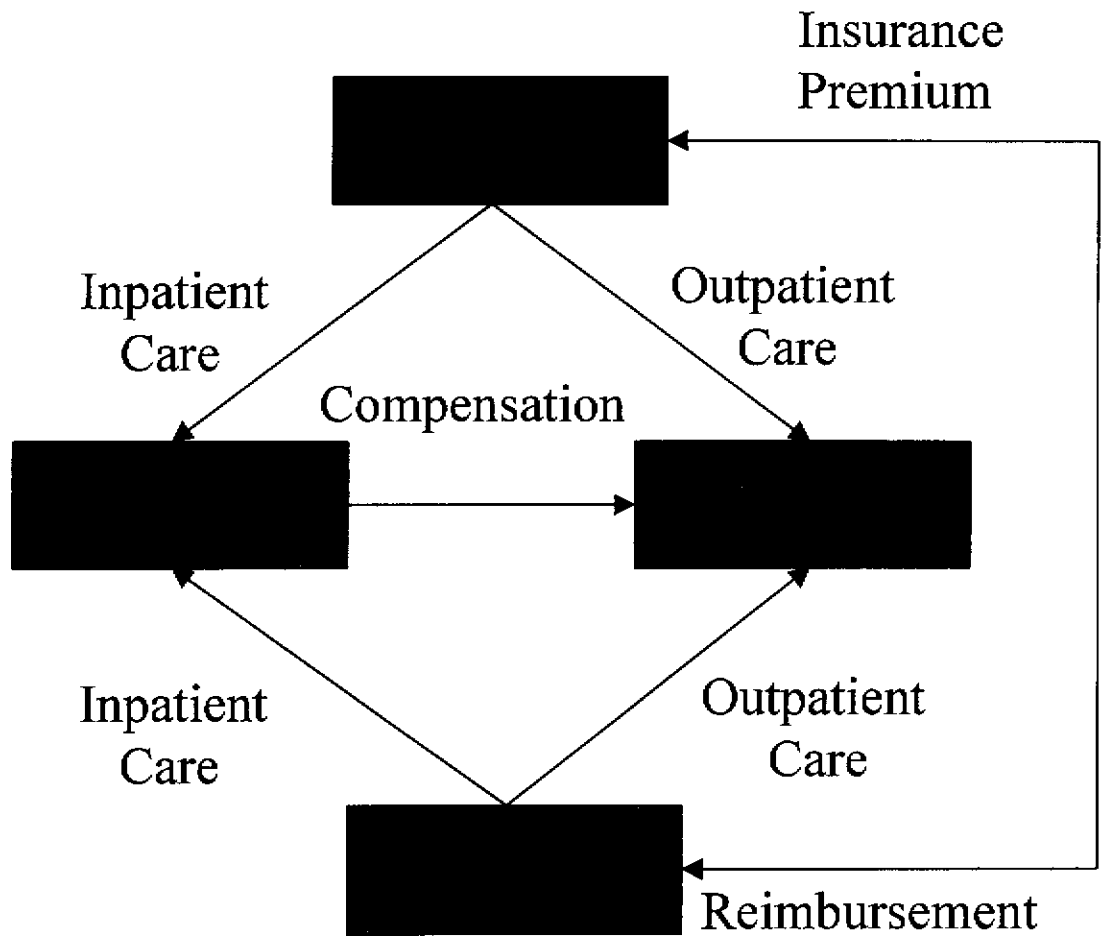 Insurance
Premium
Inpatient
Care
Outpatient
Care
Compensation
Inpatient
Care
Outpatient
Care
Reimbursement